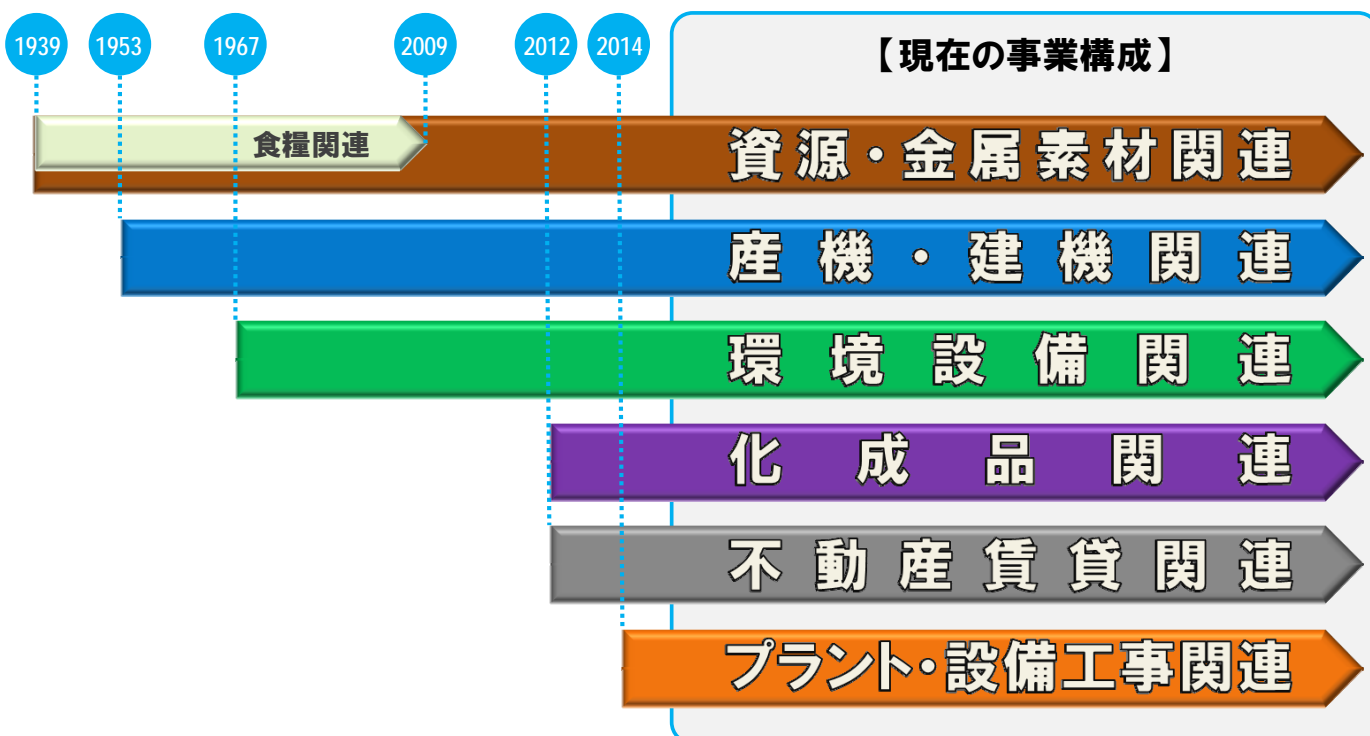 1939 1953 1967 2009 2012 2014
【現在の事業構成】
食糧関連
資源・金属素材関連
産機・建機関連
環境設備関連
化成品関連
不動産賃貸関連
プラント・設備工事関連